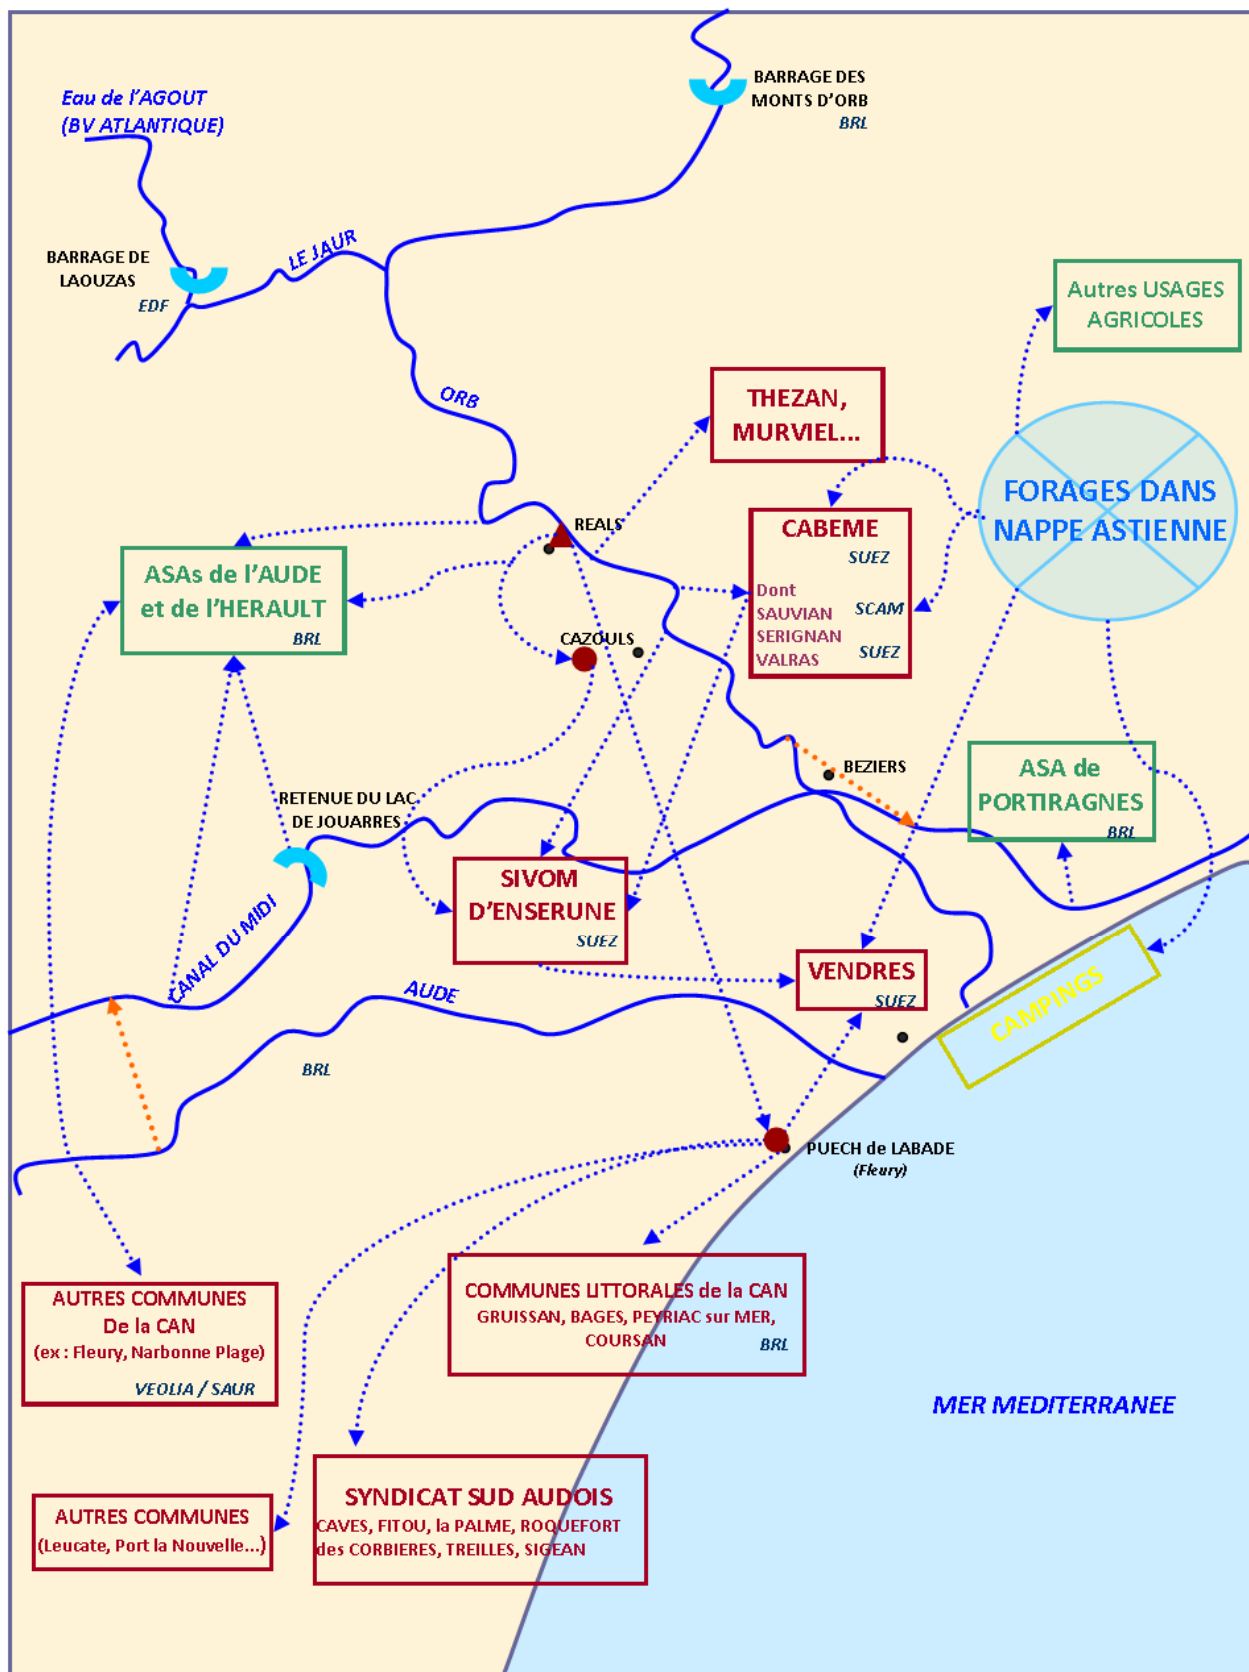 BARRAGE DES
MONTS D'ORB
BRL
Eau de l'AGOUT
(BV ATLANTIQUE)
LE JAUR
BARRAGE DE
LAOUZAS
EDF
Autres USAGES
AGRICOLES
ORB
THEZAN,
MURVIEL...
FORAGES DANS
NAPPE ASTIENNE
REALS
CABEME
SUEZ
Dont
SAUVIAN
SCAM
SERIGNAN
VALRAS
SUEZ
ASAs de l'AUDE
et de l'HERAULT
BRL
CAZOULS
BEZIERS
ASA de
PORTIRAGNES
BRL
RETENUE DU LAC
DE JOUARRES
SIVOM
D'ENSERUNE
SUEZ
CANAL DU MIDI
VENDRES
SUEZ
CAMPINGS
AUDE
BRL
PUECH de LABADE
(Fleury)
COMMUNES LITTORALES de la CAN
GRUISSAN, BAGES, PEYRIAC sur MER,
COURSAN
BRL
AUTRES COMMUNES
De la CAN
(ex : Fleury, Narbonne Plage)
VEOLIA / SAUR
MER MEDITERRANEE
SYNDICAT SUD AUDOIS
CAVES, FITOU, la PALME, ROQUEFORT
des CORBIERES, TREILLES, SIGEAN
AUTRES COMMUNES
(Leucate, Port la Nouvelle...)